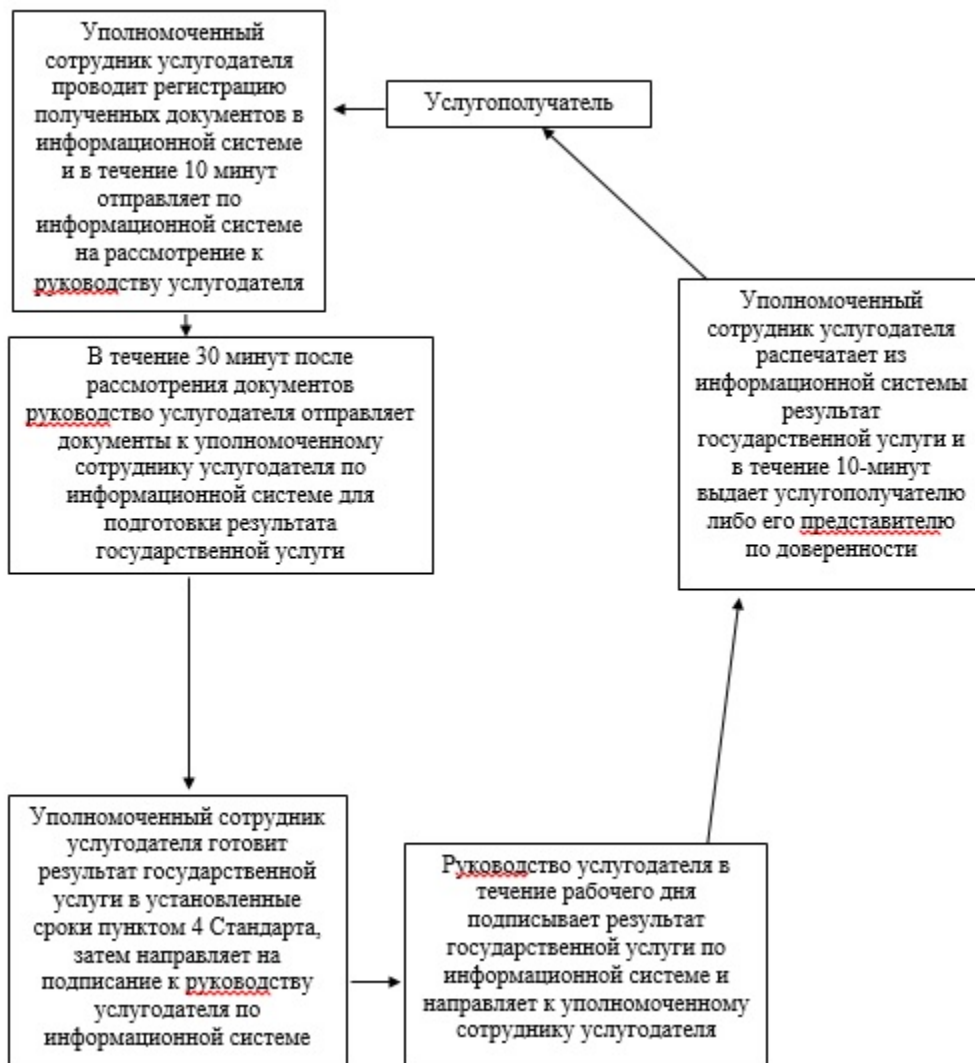 Уполномоченный
сотрудник услугодателя
проводит регистрацию
полученных документов в
информационной системе
и в течение 10 минут
отправляет по
информационной системе
на рассмотрение к
руководству услугодателя
Услугополучатель
В течение 30 минут после
рассмотрения документов
руководство услугодателя отправляет
документы к уполномоченному
сотруднику услугодателя по
информационной системе для
подготовки результата
государственной услуги
Уполномоченный сотрудник
услугодателя готовит
результат государственной
услуги в установленные
сроки пунктом 4 Стандарта,
затем направляет на
подписание к руководству
услугодателя по
информационной системе
Руководство услугодателя в
течение рабочего дня
подписывает результат
государственной услуги по
информационной системе и
направляет к уполномоченному
сотруднику услугодателя
Уполномоченный
сотрудник услугодателя
распечатает из
информационной системы
результат
государственной услуги и
в течение 10-минут
выдает услугополучателю
либо его представителю
по доверенности